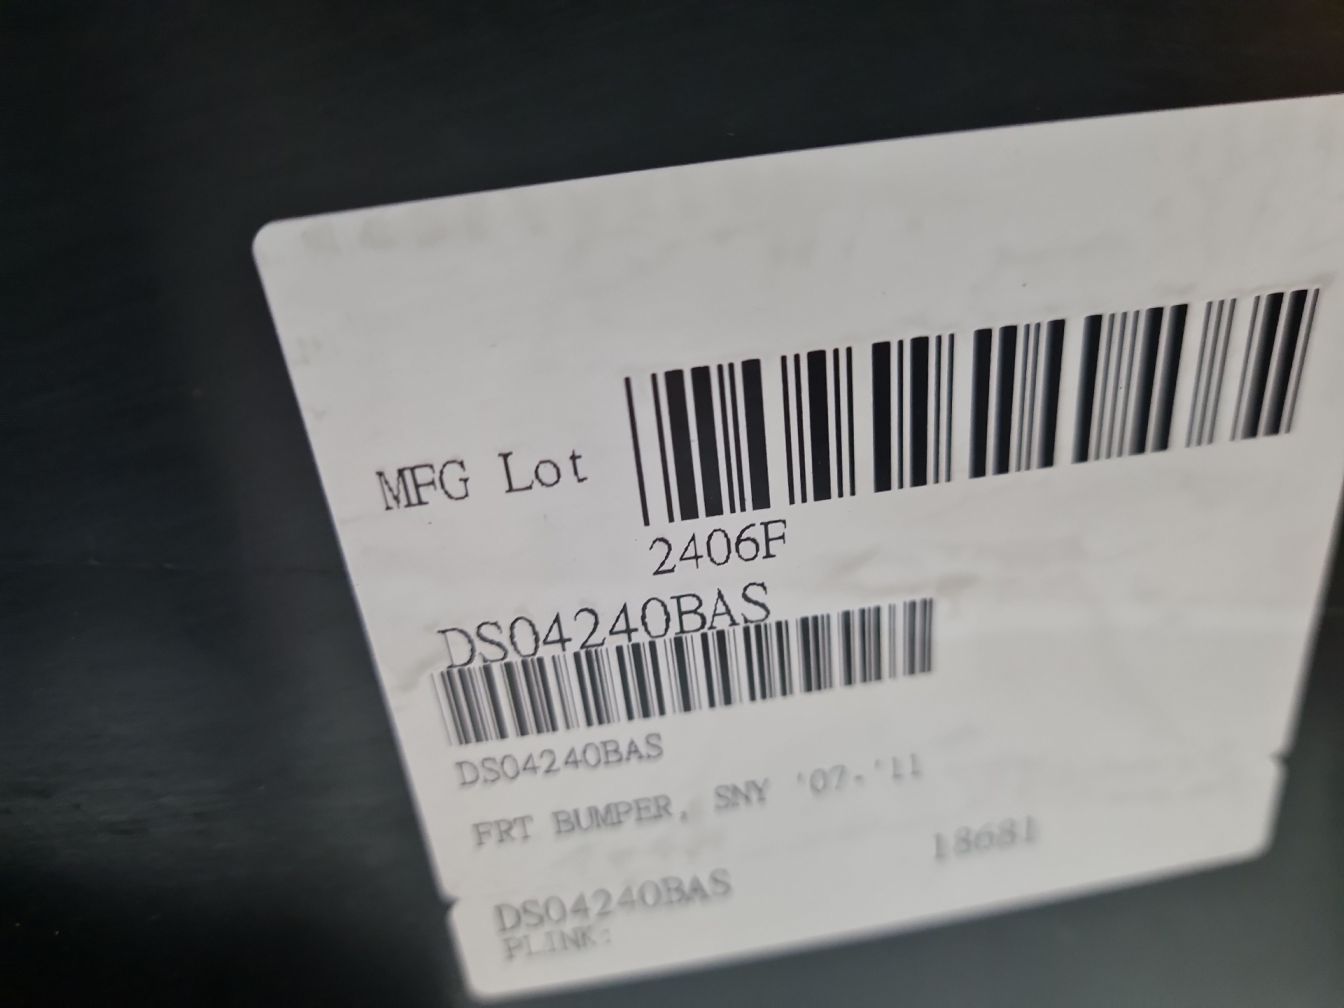 MFG Lot
2406F
DS04240BAS
DS04240BAS
FRT BUMPER, SNY '07-'11
18681
DS04240BAS
PLINK: